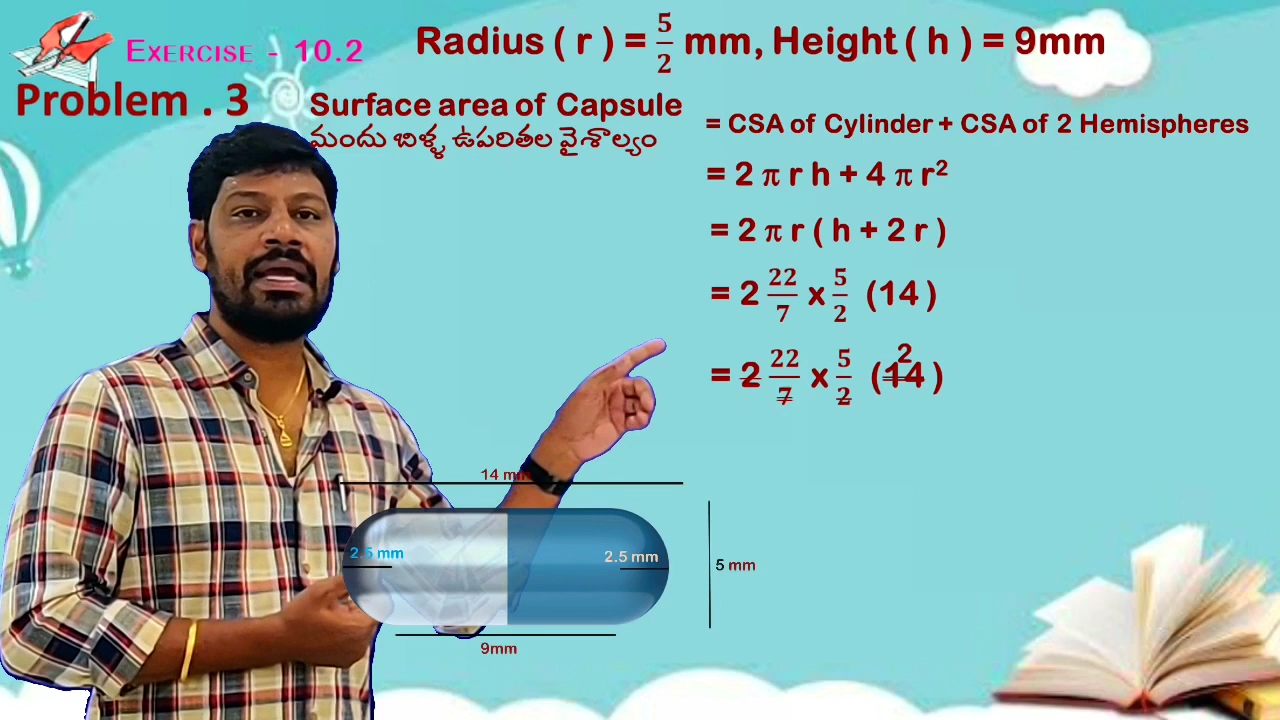 EXERCISE - 10.2
Radius ( r ) = 5/2 mm, Height ( h ) = 9mm
Problem . 3
Surface area of Capsule
మందు బిళ్ళ ఉపరితల వైశాల్యం
= CSA of Cylinder + CSA of 2 Hemispheres
= 2 π r h + 4 π r²
= 2 π r ( h + 2 r )
= 2 22/7 x 5/2 (14 )
2
= 2 22/7 x 5/2 (14 )
14 mm
2.5 mm
2.5 mm
5 mm
9mm